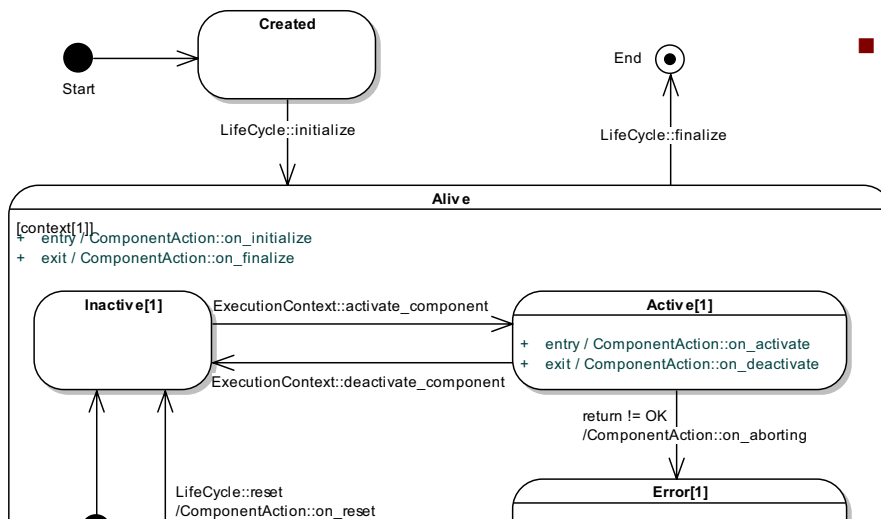 Created
Start
End
LifeCycle::initialize
LifeCycle::finalize
Alive
[context[1]]
+ entry / ComponentAction::on_initialize
+ exit / ComponentAction::on_finalize
Inactive[1]
ExecutionContext::activate_component
Active[1]
+ entry / ComponentAction::on_activate
+ exit / ComponentAction::on_deactivate
ExecutionContext::deactivate_component
return != OK
/ComponentAction::on_aborting
LifeCycle::reset
/ComponentAction::on_reset
Error[1]